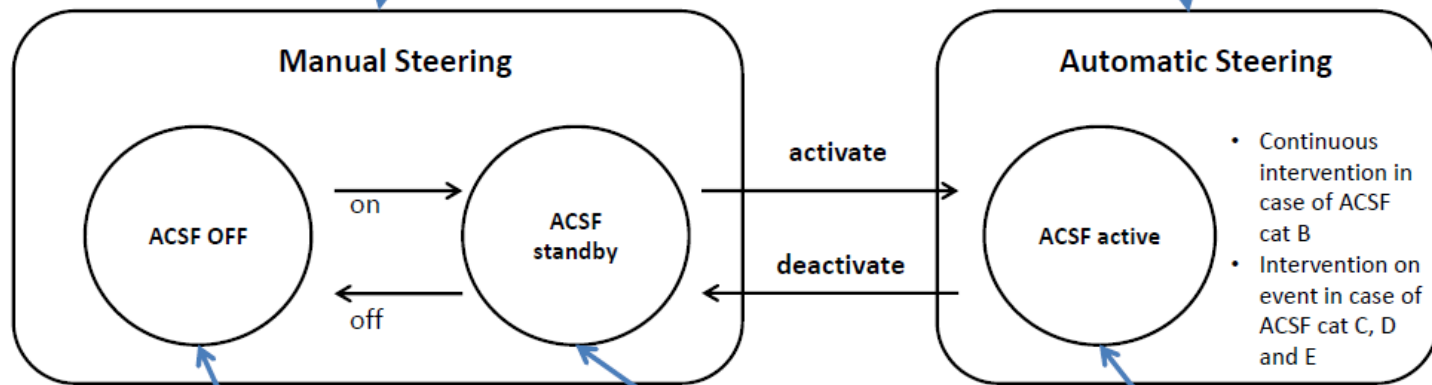 Manual Steering
ACSF OFF
on
off
ACSF
standby
activate
deactivate
Automatic Steering
ACSF active
• Continuous
intervention in
case of ACSF
cat B
• Intervention on
event in case of
ACSF cat C, D
and E